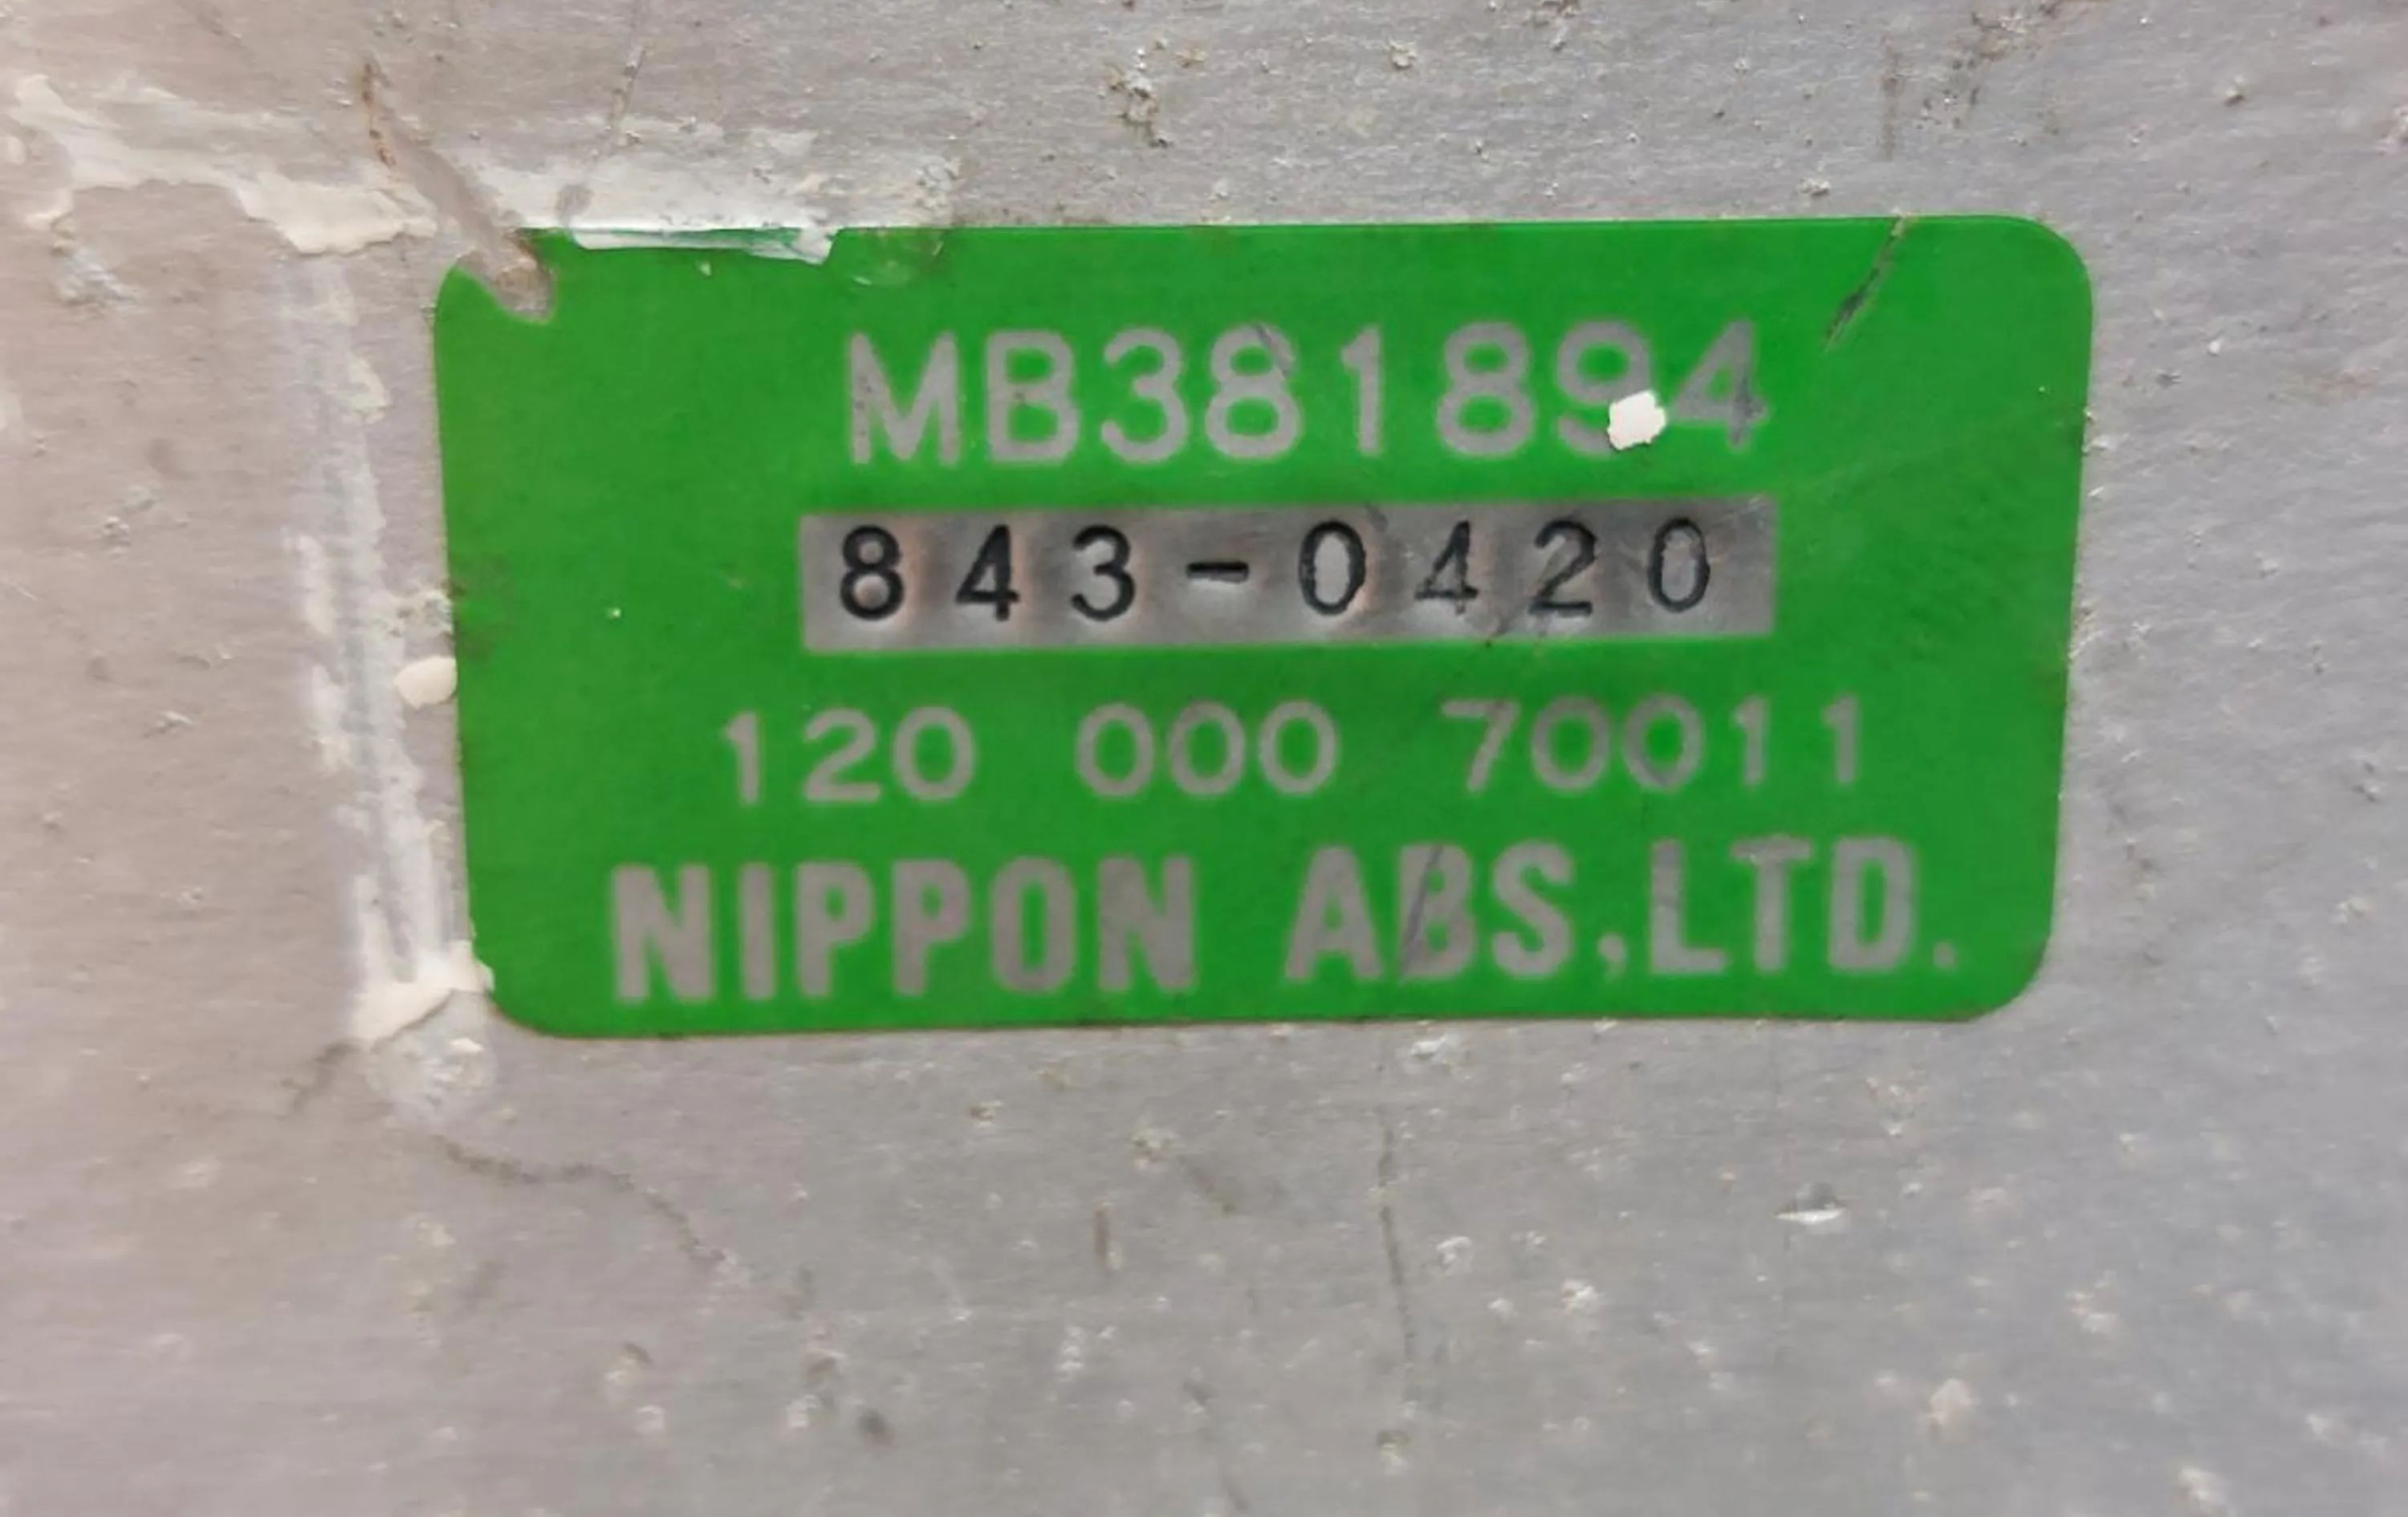 MB381894
843-0420
120 000 70011
NIPPON ABS,LTD.